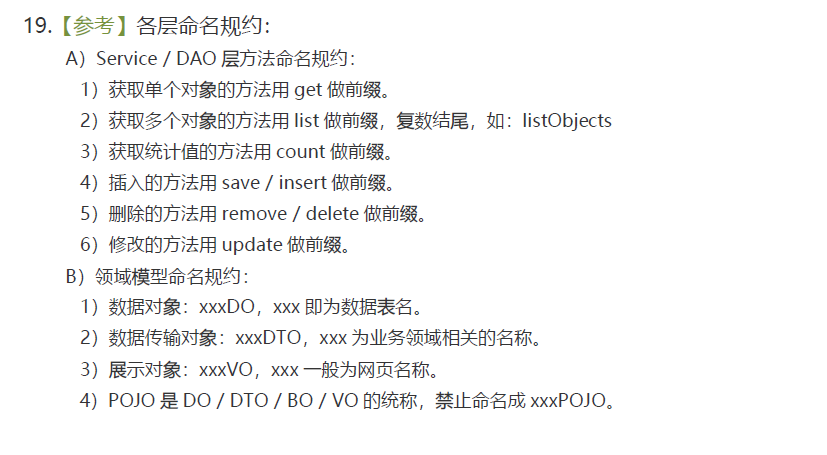 19.【参考】各层命名规约：
A）Service / DAO 层方法命名规约：
1）获取单个对象的方法用 get 做前缀。
2）获取多个对象的方法用 list 做前缀，复数结尾，如：listObjects
3）获取统计值的方法用 count 做前缀。
4）插入的方法用 save / insert 做前缀。
5）删除的方法用 remove / delete 做前缀。
6）修改的方法用 update 做前缀。
B）领域模型命名规约：
1）数据对象：xxxDO，xxx 即为数据表名。
2）数据传输对象：xxxDTO，xxx 为业务领域相关的名称。
3）展示对象：xxxVO，xxx 一般为网页名称。
4）POJO 是 DO / DTO / BO / VO 的统称，禁止命名成 xxxPOJO。